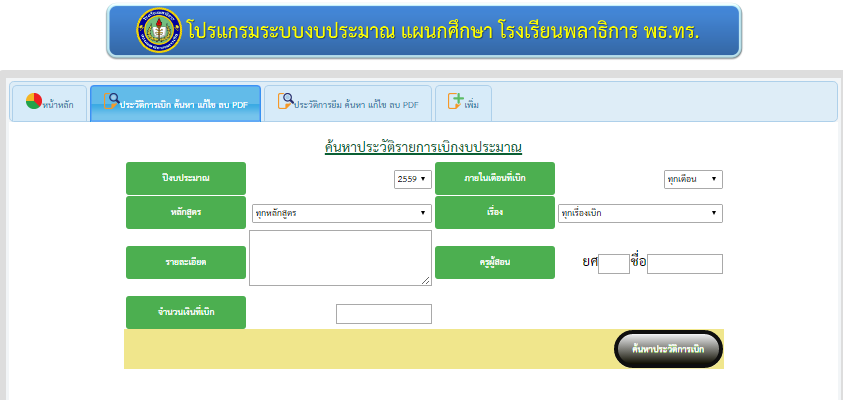 โปรแกรมระบบงบประมาณ แผนกศึกษา โรงเรียนพลาธิการ พธ.ทร.
หน้าหลัก ประวัติการเบิก ค้นหา แก้ไข ลบ PDF ประวัติการยืม ค้นหา แก้ไข ลบ PDF เพิ่ม
ค้นหาประวัติรายการเบิกงบประมาณ
ปีงบประมาณ 2559 ภายในเดือนที่เบิก ทุกเดือน
หลักสูตร ทุกหลักสูตร เรื่อง ทุกเรื่องเบิก
รายละเอียด ครูผู้สอน ยศ ชื่อ
จำนวนเงินที่เบิก
ค้นหาประวัติการเบิก